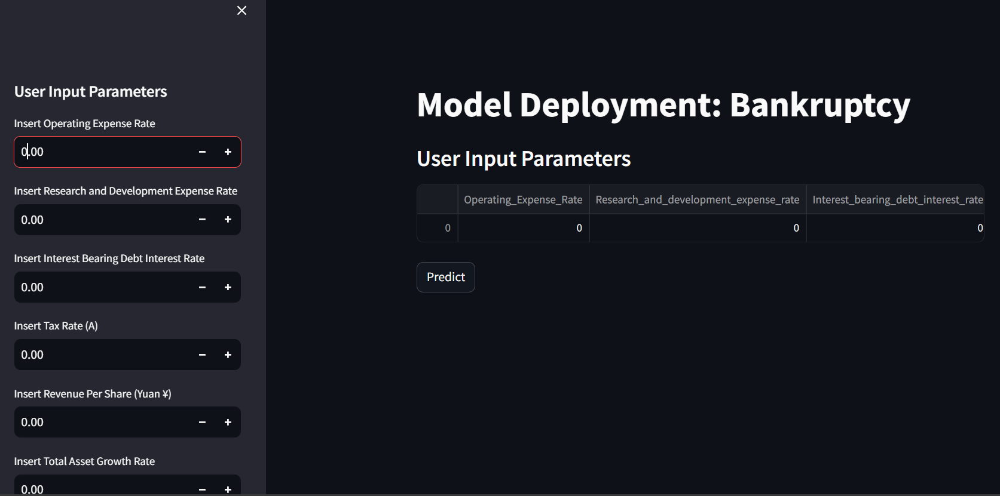 User Input Parameters
Insert Operating Expense Rate
0.00
Insert Research and Development Expense Rate
0.00
Insert Interest Bearing Debt Interest Rate
0.00
Insert Tax Rate (A)
0.00
Insert Revenue Per Share (Yuan ¥)
0.00
Insert Total Asset Growth Rate
0.00
Model Deployment: Bankruptcy
User Input Parameters
Operating_Expense_Rate Research_and_development_expense_rate Interest_bearing_debt_interest_rate
0 0 0 0
Predict